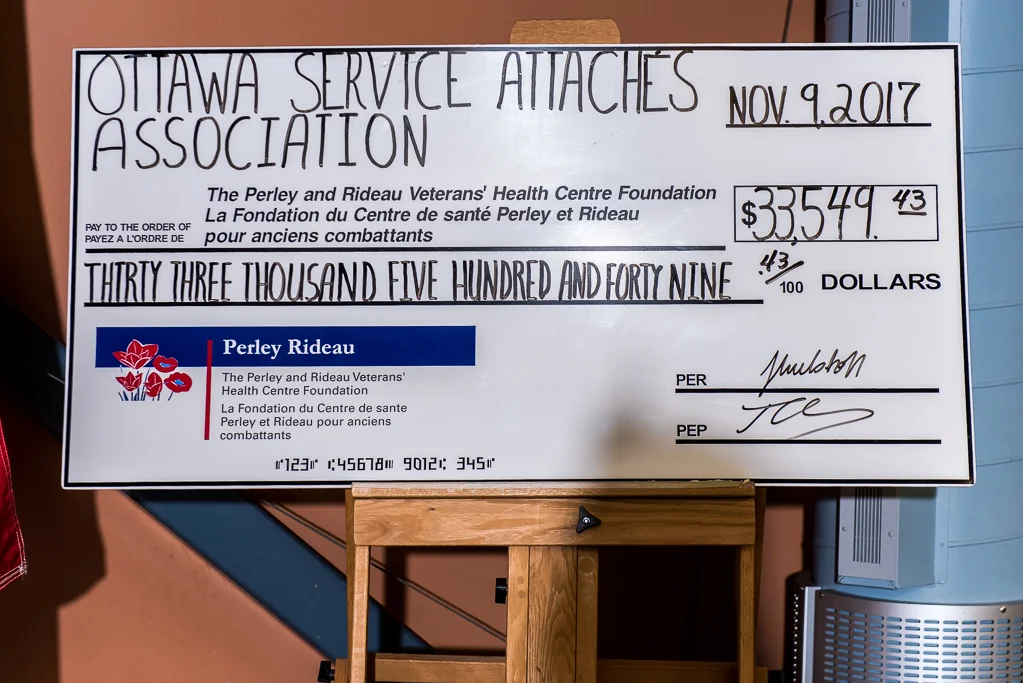 OTTAWA SERVICE ATTACHÉS
ASSOCIATION
NOV. 9.2017
The Perley and Rideau Veterans' Health Centre Foundation
La Fondation du Centre de santé Perley et Rideau
pour anciens combattants
PAY TO THE ORDER OF
PAYEZ A L'ORDRE DE
$33,549.43
THIRTY THREE THOUSAND FIVE HUNDRED AND FORTY NINE .43/100 DOLLARS
Perley Rideau
The Perley and Rideau Veterans'
Health Centre Foundation
La Fondation du Centre de sante
Perley et Rideau pour anciens
combattants
PER
PEP
⑈123⑈ ⑆45678⑈ 9012⑆ 345⑈